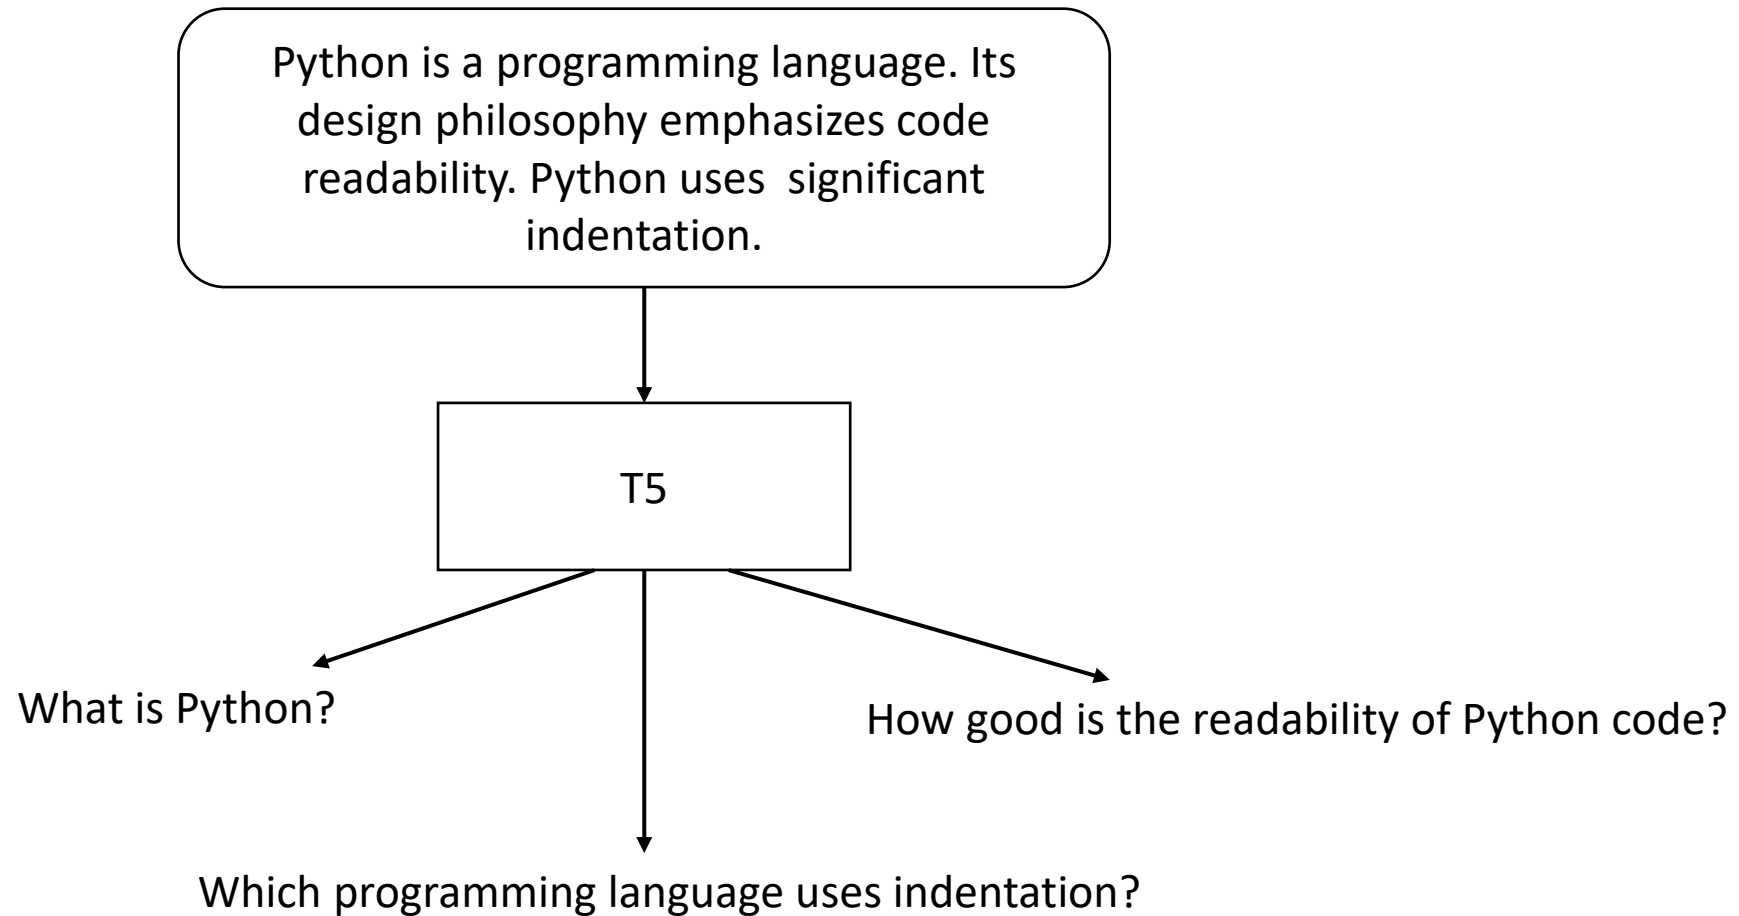 Python is a programming language. Its
design philosophy emphasizes code
readability. Python uses  significant
indentation.
T5
What is Python?
How good is the readability of Python code?
Which programming language uses indentation?